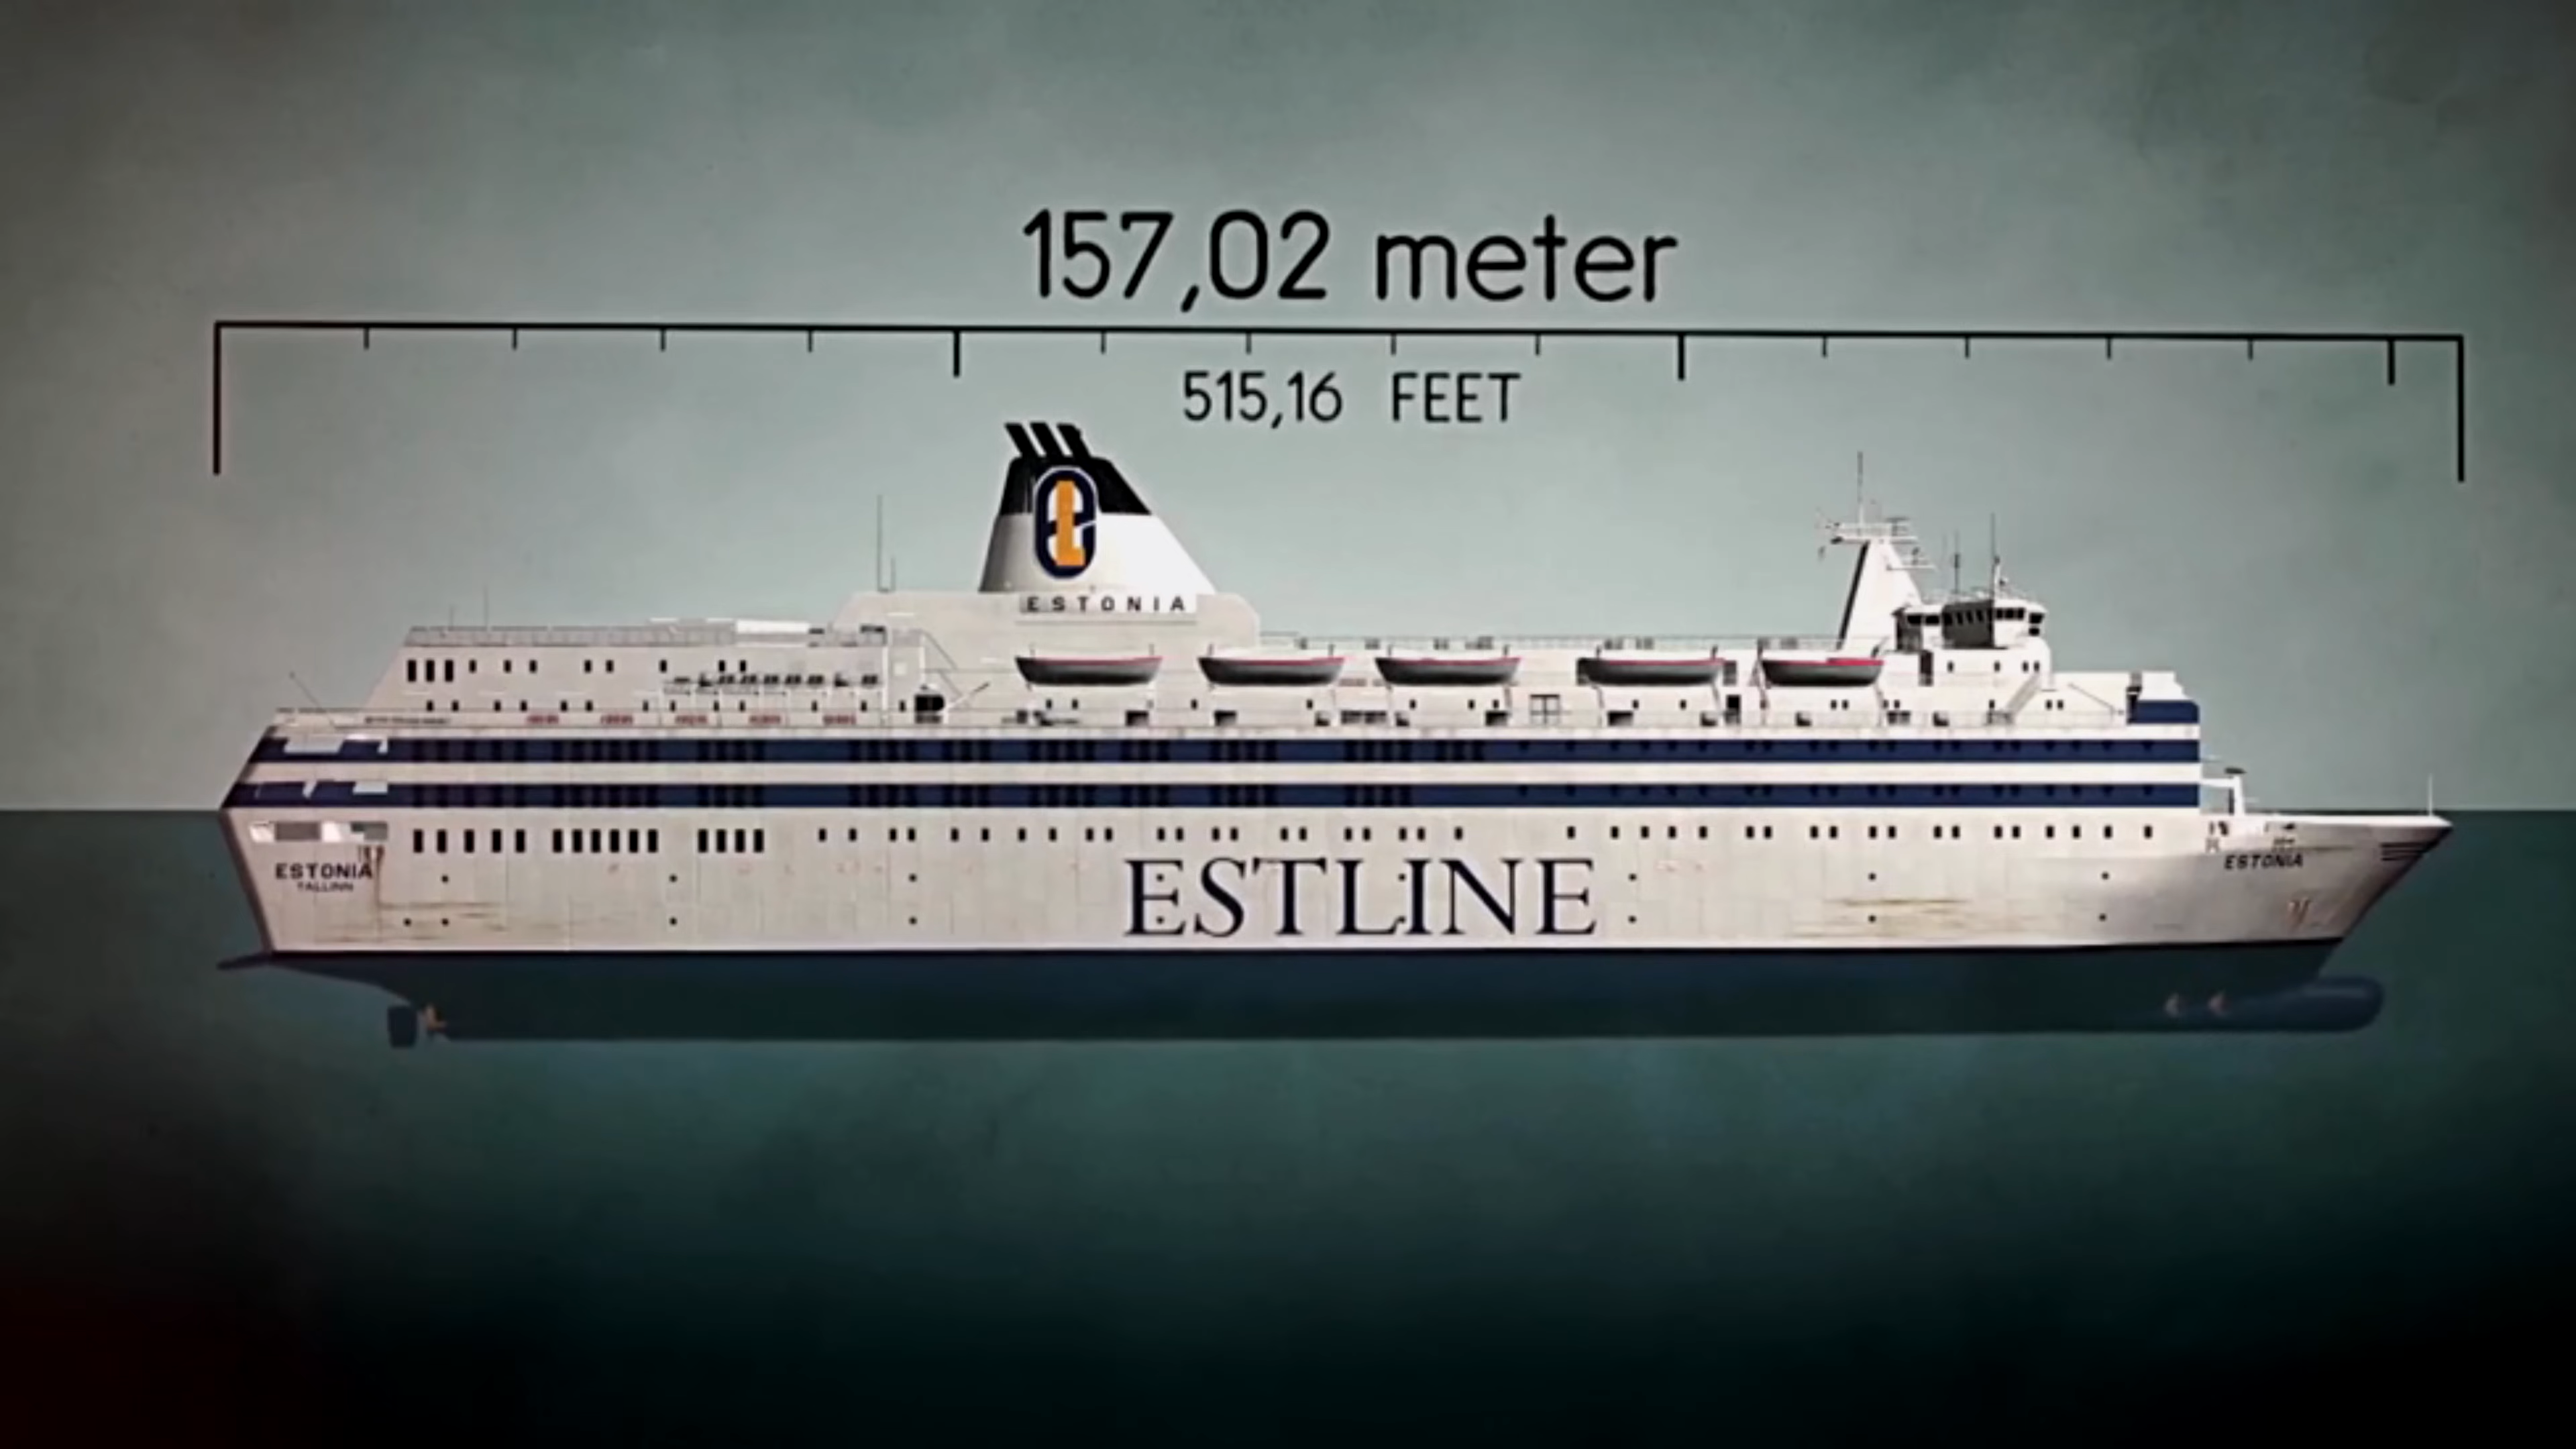 157,02 meter
515,16 FEET
ESTONIA
ESTLINE
ESTONIA
TALLINN
ESTONIA